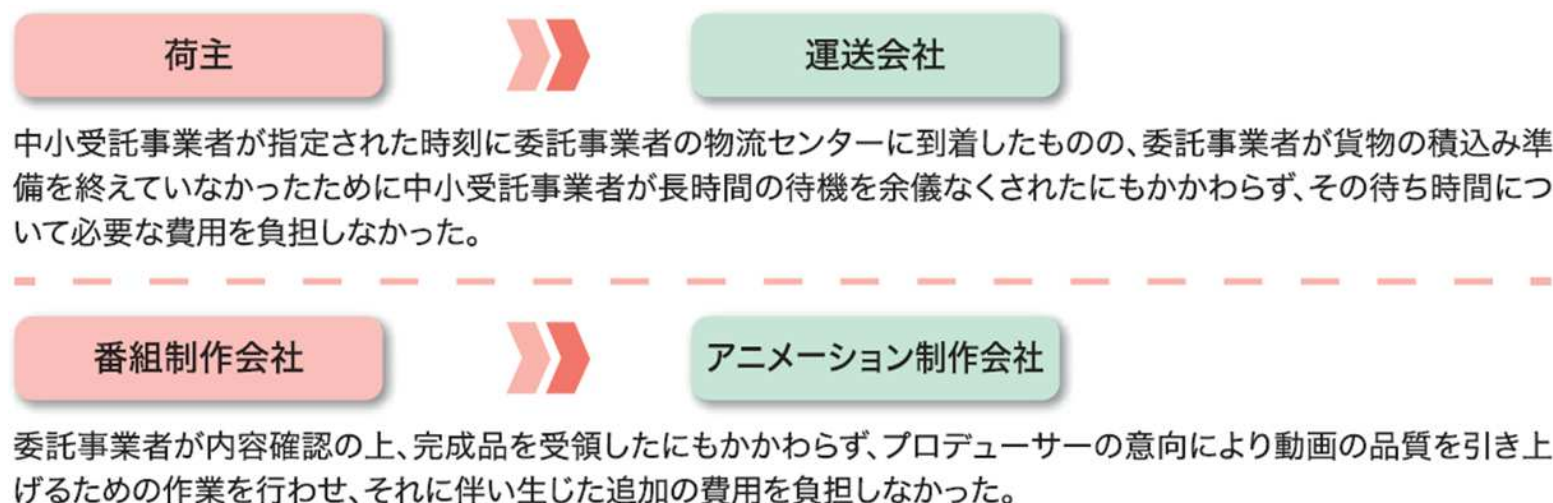 荷主
運送会社
中小受託事業者が指定された時刻に委託事業者の物流センターに到着したものの、委託事業者が貨物の積込み準
備を終えていなかったために中小受託事業者が長時間の待機を余儀なくされたにもかかわらず、その待ち時間につ
いて必要な費用を負担しなかった。
番組制作会社
アニメーション制作会社
委託事業者が内容確認の上、完成品を受領したにもかかわらず、プロデューサーの意向により動画の品質を引き上
げるための作業を行わせ、それに伴い生じた追加の費用を負担しなかった。